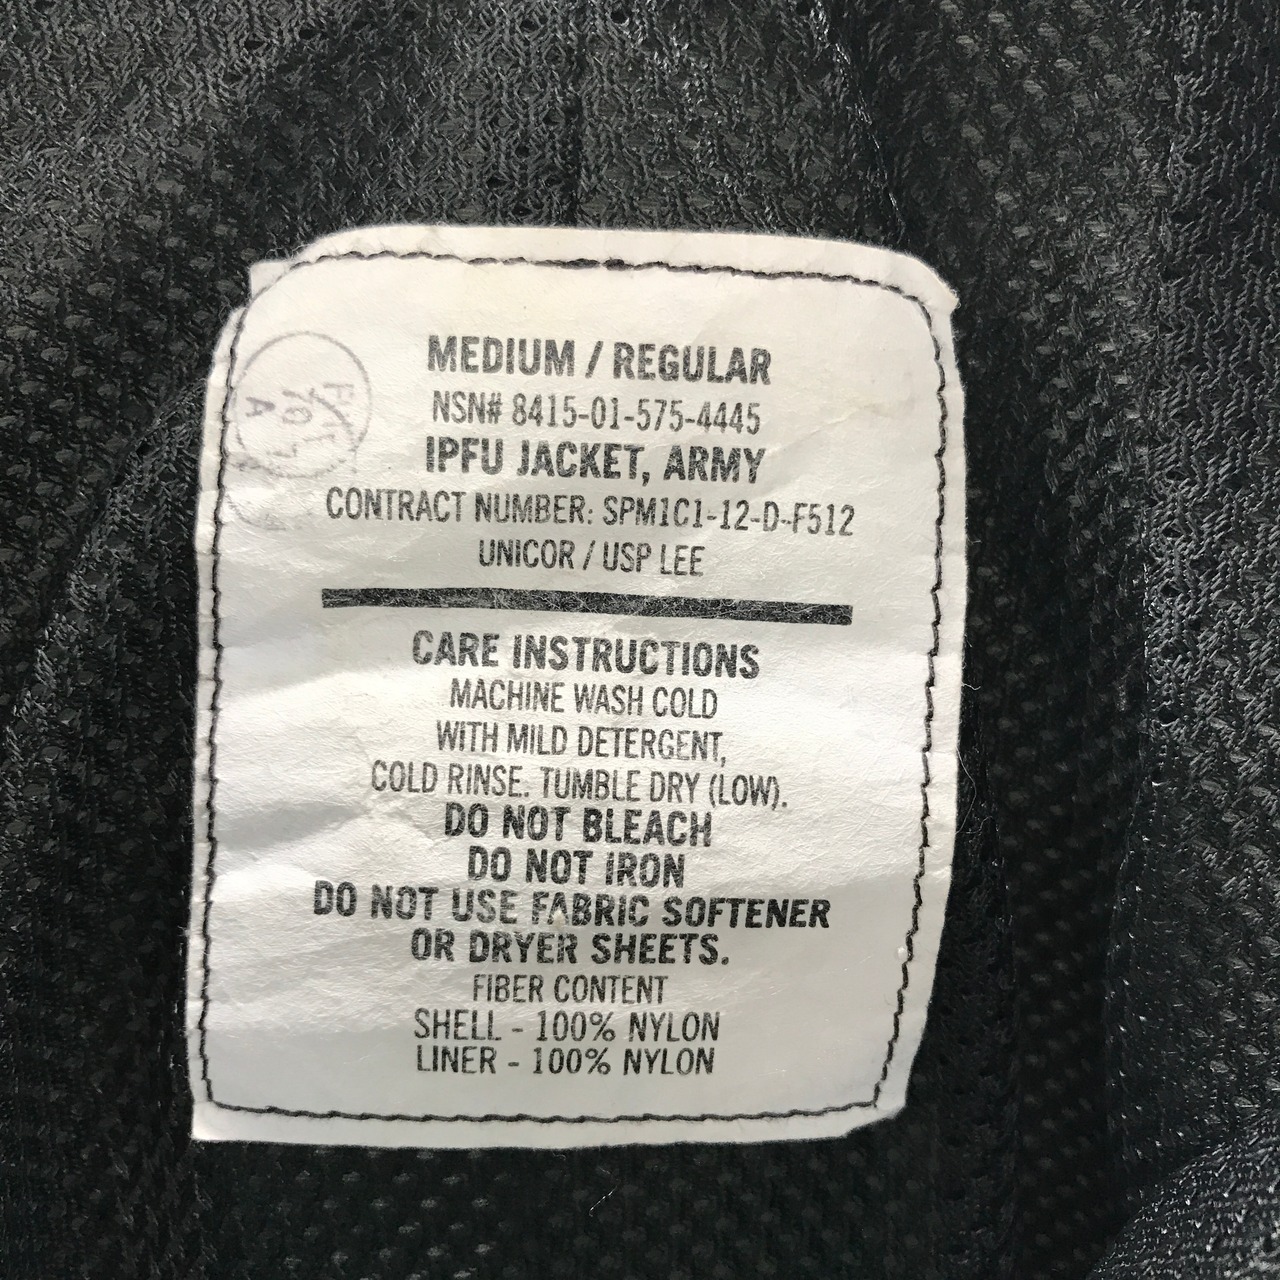 MEDIUM / REGULAR
NSN# 8415-01-575-4445
IPFU JACKET, ARMY
CONTRACT NUMBER: SPM1C1-12-D-F512
UNICOR / USP LEE
CARE INSTRUCTIONS
MACHINE WASH COLD
WITH MILD DETERGENT,
COLD RINSE. TUMBLE DRY (LOW).
DO NOT BLEACH
DO NOT IRON
DO NOT USE FABRIC SOFTENER
OR DRYER SHEETS.
FIBER CONTENT
SHELL - 100% NYLON
LINER - 100% NYLON